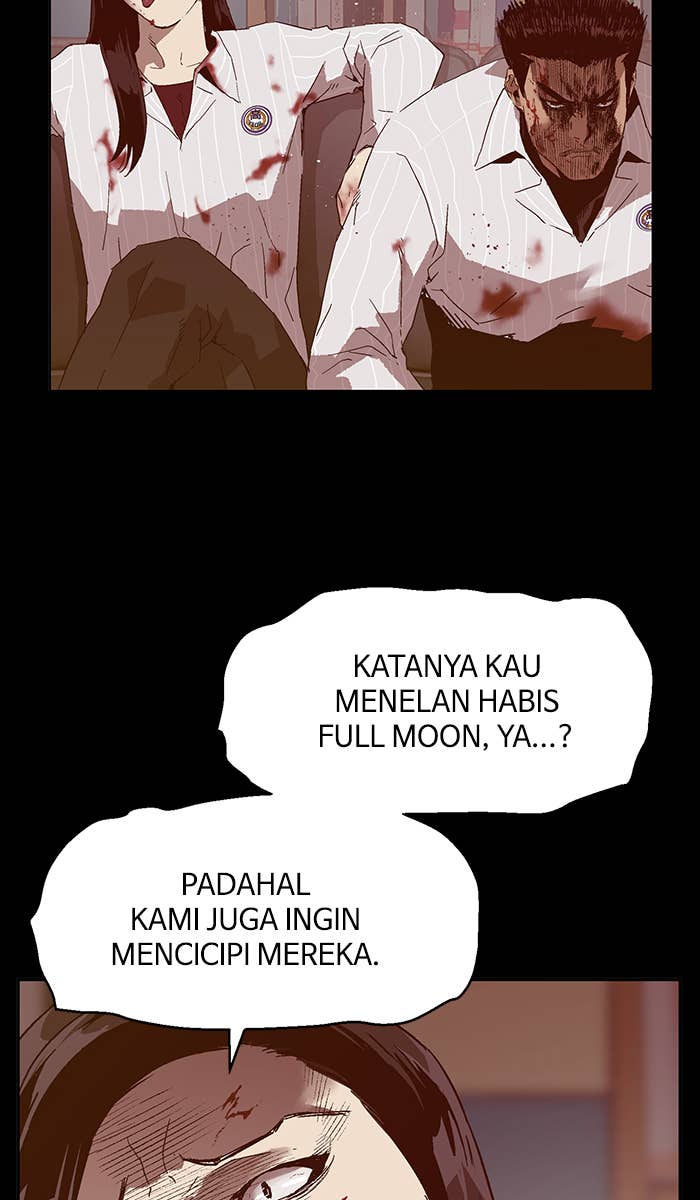 KATANYA KAU
MENELAN HABIS
FULL MOON, YA...?
PADAHAL
KAMI JUGA INGIN
MENCICIPI MEREKA.